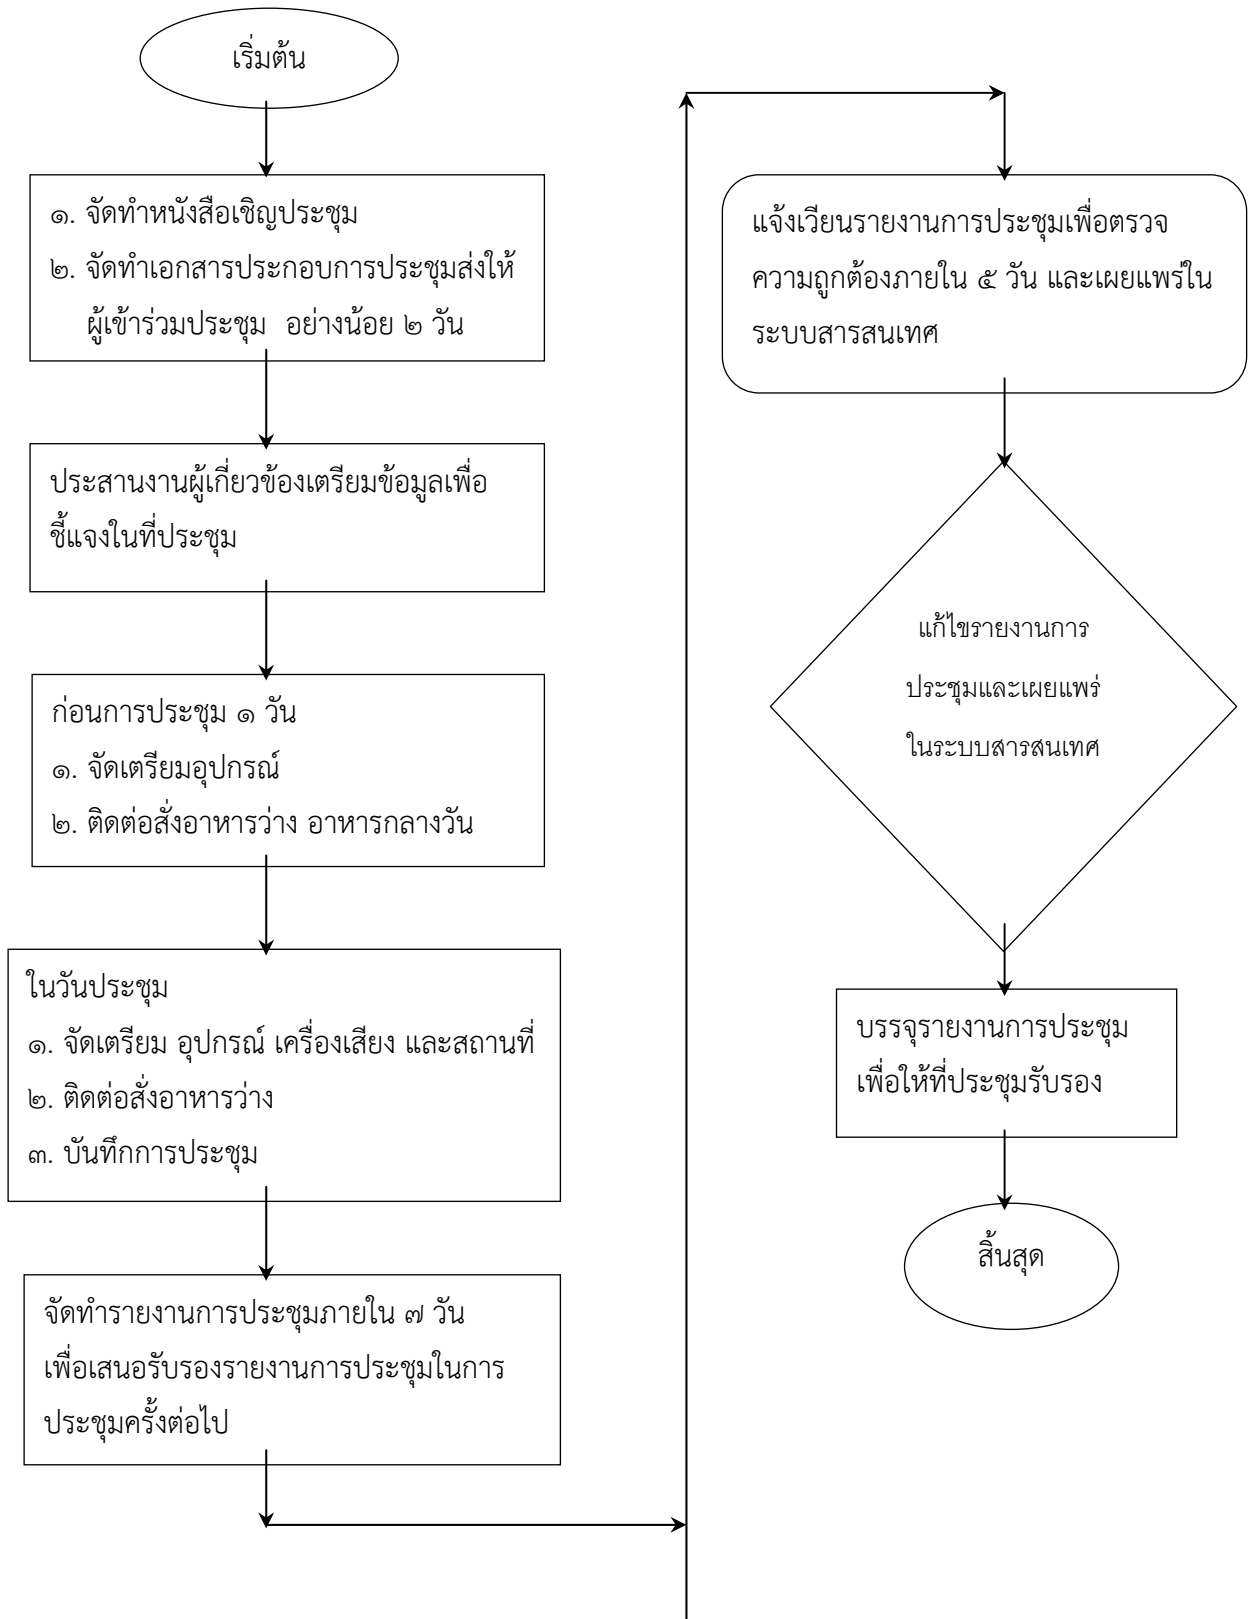 เริ่มต้น
๑. จัดทำหนังสือเชิญประชุม
๒. จัดทำเอกสารประกอบการประชุมส่งให้
ผู้เข้าร่วมประชุม อย่างน้อย ๒ วัน
ประสานงานผู้เกี่ยวข้องเตรียมข้อมูลเพื่อ
ชี้แจงในที่ประชุม
ก่อนการประชุม ๑ วัน
๑. จัดเตรียมอุปกรณ์
๒. ติดต่อสั่งอาหารว่าง อาหารกลางวัน
ในวันประชุม
๑. จัดเตรียม อุปกรณ์ เครื่องเสียง และสถานที่
๒. ติดต่อสั่งอาหารว่าง
๓. บันทึกการประชุม
จัดทำรายงานการประชุมภายใน ๗ วัน
เพื่อเสนอรับรองรายงานการประชุมในการ
ประชุมครั้งต่อไป
แจ้งเวียนรายงานการประชุมเพื่อตรวจ
ความถูกต้องภายใน ๕ วัน และเผยแพร่ใน
ระบบสารสนเทศ
แก้ไขรายงานการ
ประชุมและเผยแพร่
ในระบบสารสนเทศ
บรรจุรายงานการประชุม
เพื่อให้ที่ประชุมรับรอง
สิ้นสุด